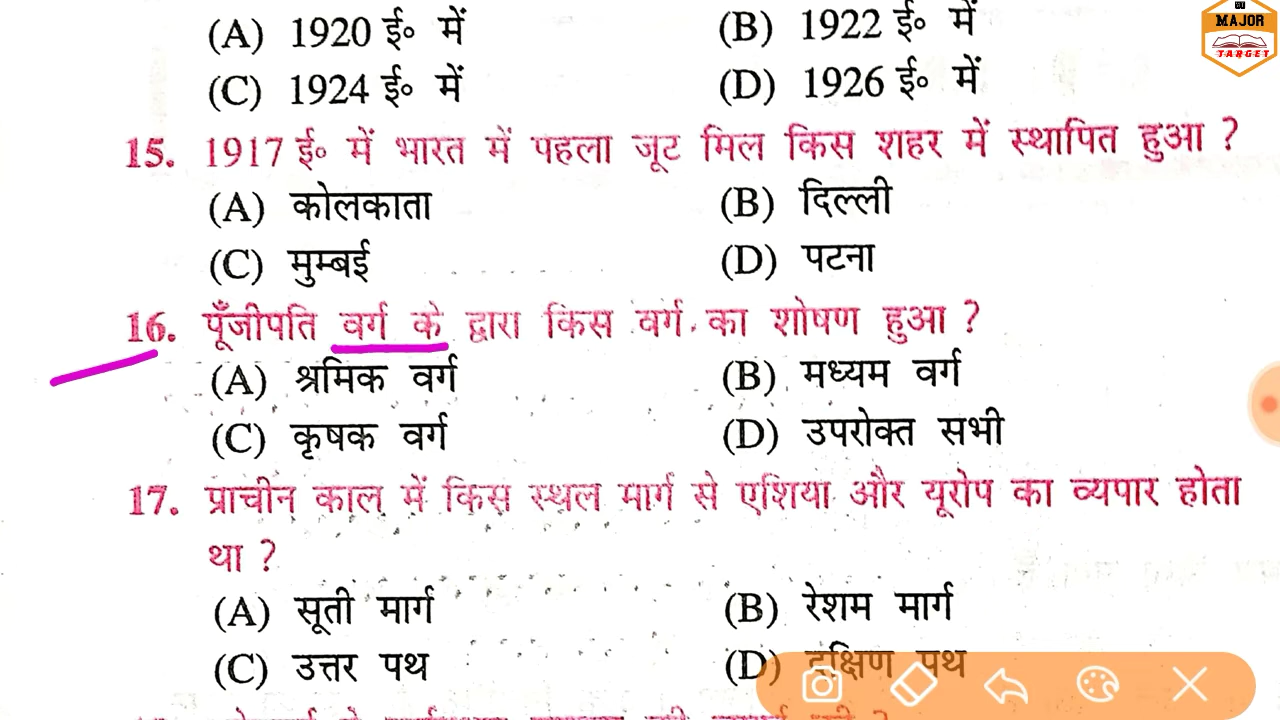 MAJOR
TARGET
(A) 1920 ई० में (B) 1922 ई० में
(C) 1924 ई० में (D) 1926 ई० में
15. 1917 ई० में भारत में पहला जूट मिल किस शहर में स्थापित हुआ ?
(A) कोलकाता (B) दिल्ली
(C) मुम्बई (D) पटना
16. पूँजीपति वर्ग के द्वारा किस वर्ग का शोषण हुआ ?
(A) श्रमिक वर्ग (B) मध्यम वर्ग
(C) कृषक वर्ग (D) उपरोक्त सभी
17. प्राचीन काल में किस स्थल मार्ग से एशिया और यूरोप का व्यपार होता
था ?
(A) सूती मार्ग (B) रेशम मार्ग
(C) उत्तर पथ (D) दक्षिण पथ